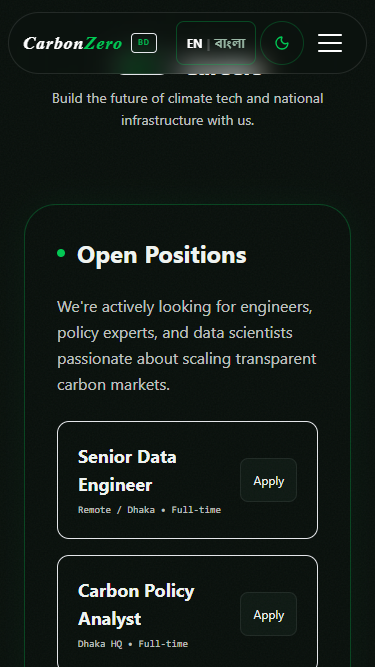 CarbonZero BD EN | বাংলা
Careers
Build the future of climate tech and national
infrastructure with us.
Open Positions
We're actively looking for engineers,
policy experts, and data scientists
passionate about scaling transparent
carbon markets.
Senior Data
Engineer
Remote / Dhaka • Full-time
Apply
Carbon Policy
Analyst
Dhaka HQ • Full-time
Apply